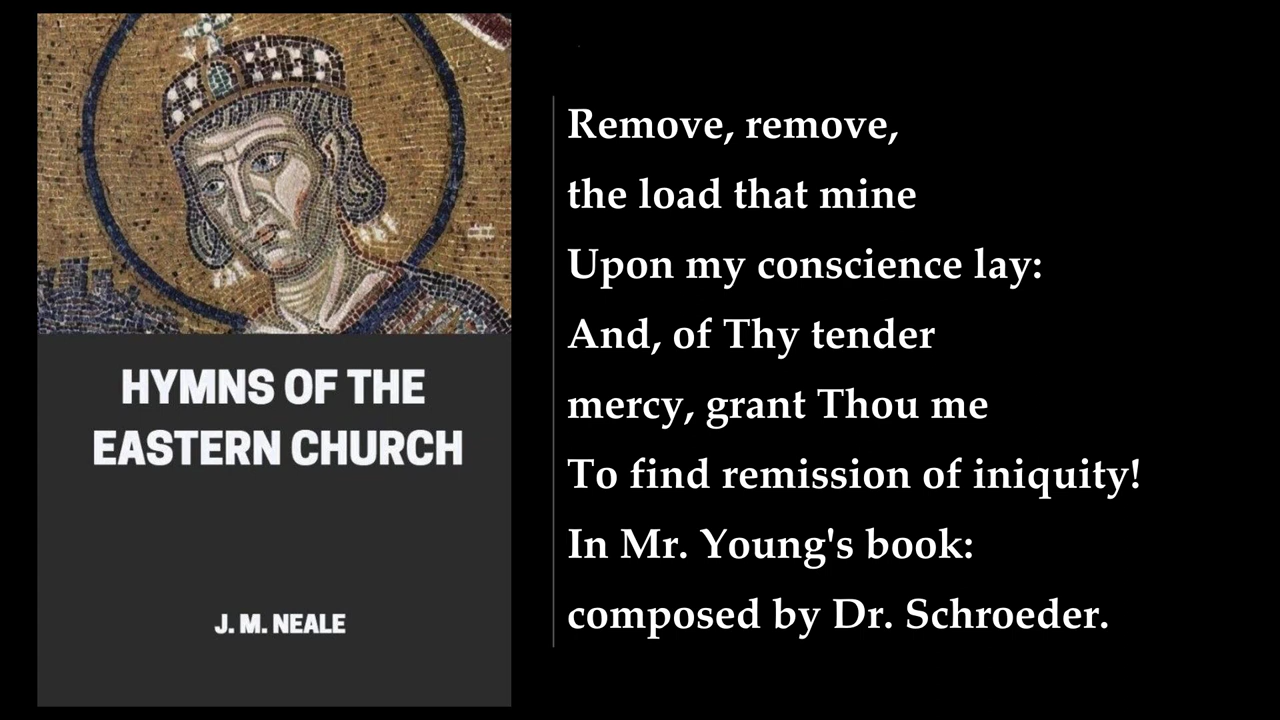 HYMNS OF THE
EASTERN CHURCH
J. M. NEALE
Remove, remove,
the load that mine
Upon my conscience lay:
And, of Thy tender
mercy, grant Thou me
To find remission of iniquity!
In Mr. Young's book:
composed by Dr. Schroeder.